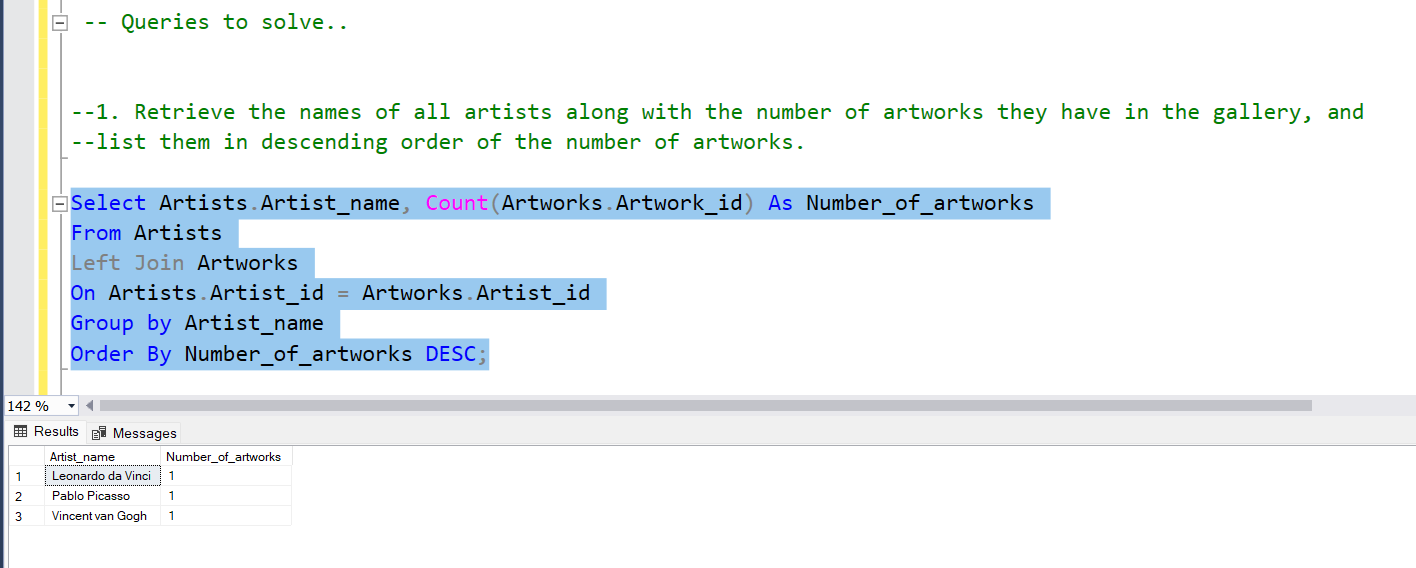 -- Queries to solve..
--1. Retrieve the names of all artists along with the number of artworks they have in the gallery, and
--list them in descending order of the number of artworks.
Select Artists.Artist_name, Count(Artworks.Artwork_id) As Number_of_artworks
From Artists
Left Join Artworks
On Artists.Artist_id = Artworks.Artist_id
Group by Artist_name
Order By Number_of_artworks DESC;
142 %
Results Messages
Artist_name Number_of_artworks
1 Leonardo da Vinci 1
2 Pablo Picasso 1
3 Vincent van Gogh 1